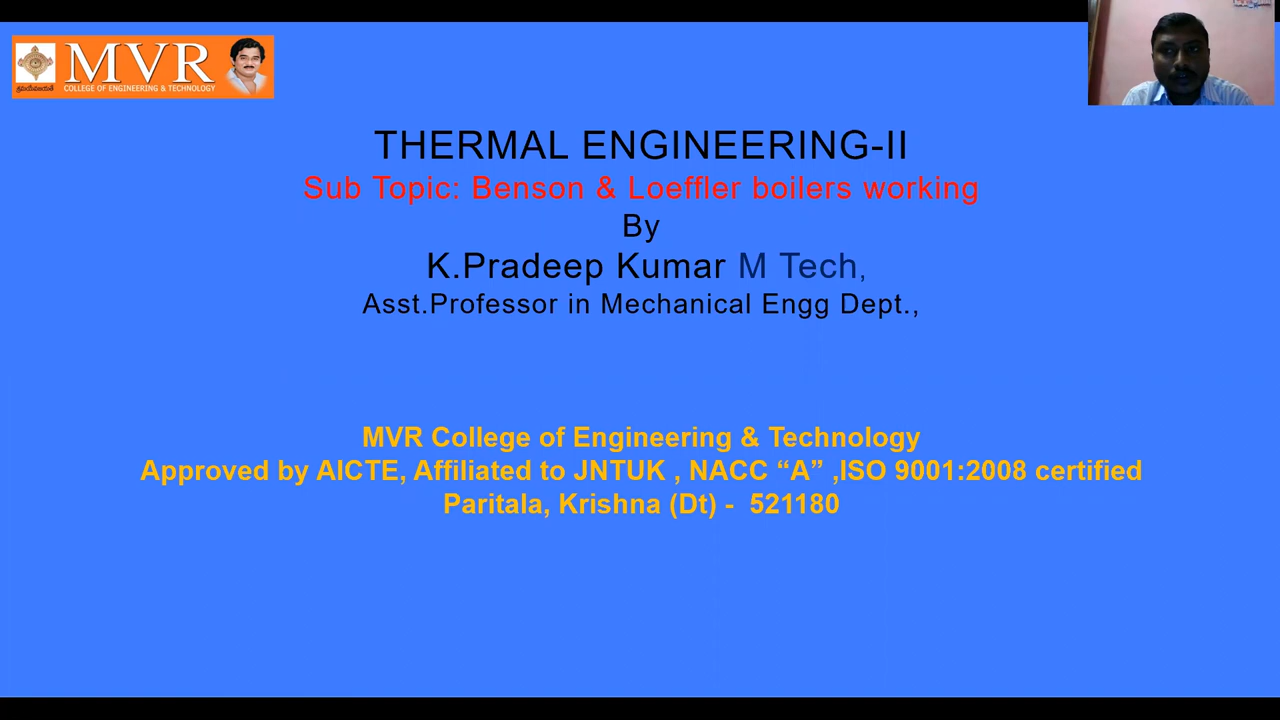 MVR
COLLEGE OF ENGINEERING & TECHNOLOGY
THERMAL ENGINEERING-II
Sub Topic: Benson & Loeffler boilers working
By
K.Pradeep Kumar M Tech,
Asst.Professor in Mechanical Engg Dept.,
MVR College of Engineering & Technology
Approved by AICTE, Affiliated to JNTUK , NACC “A” ,ISO 9001:2008 certified
Paritala, Krishna (Dt) - 521180